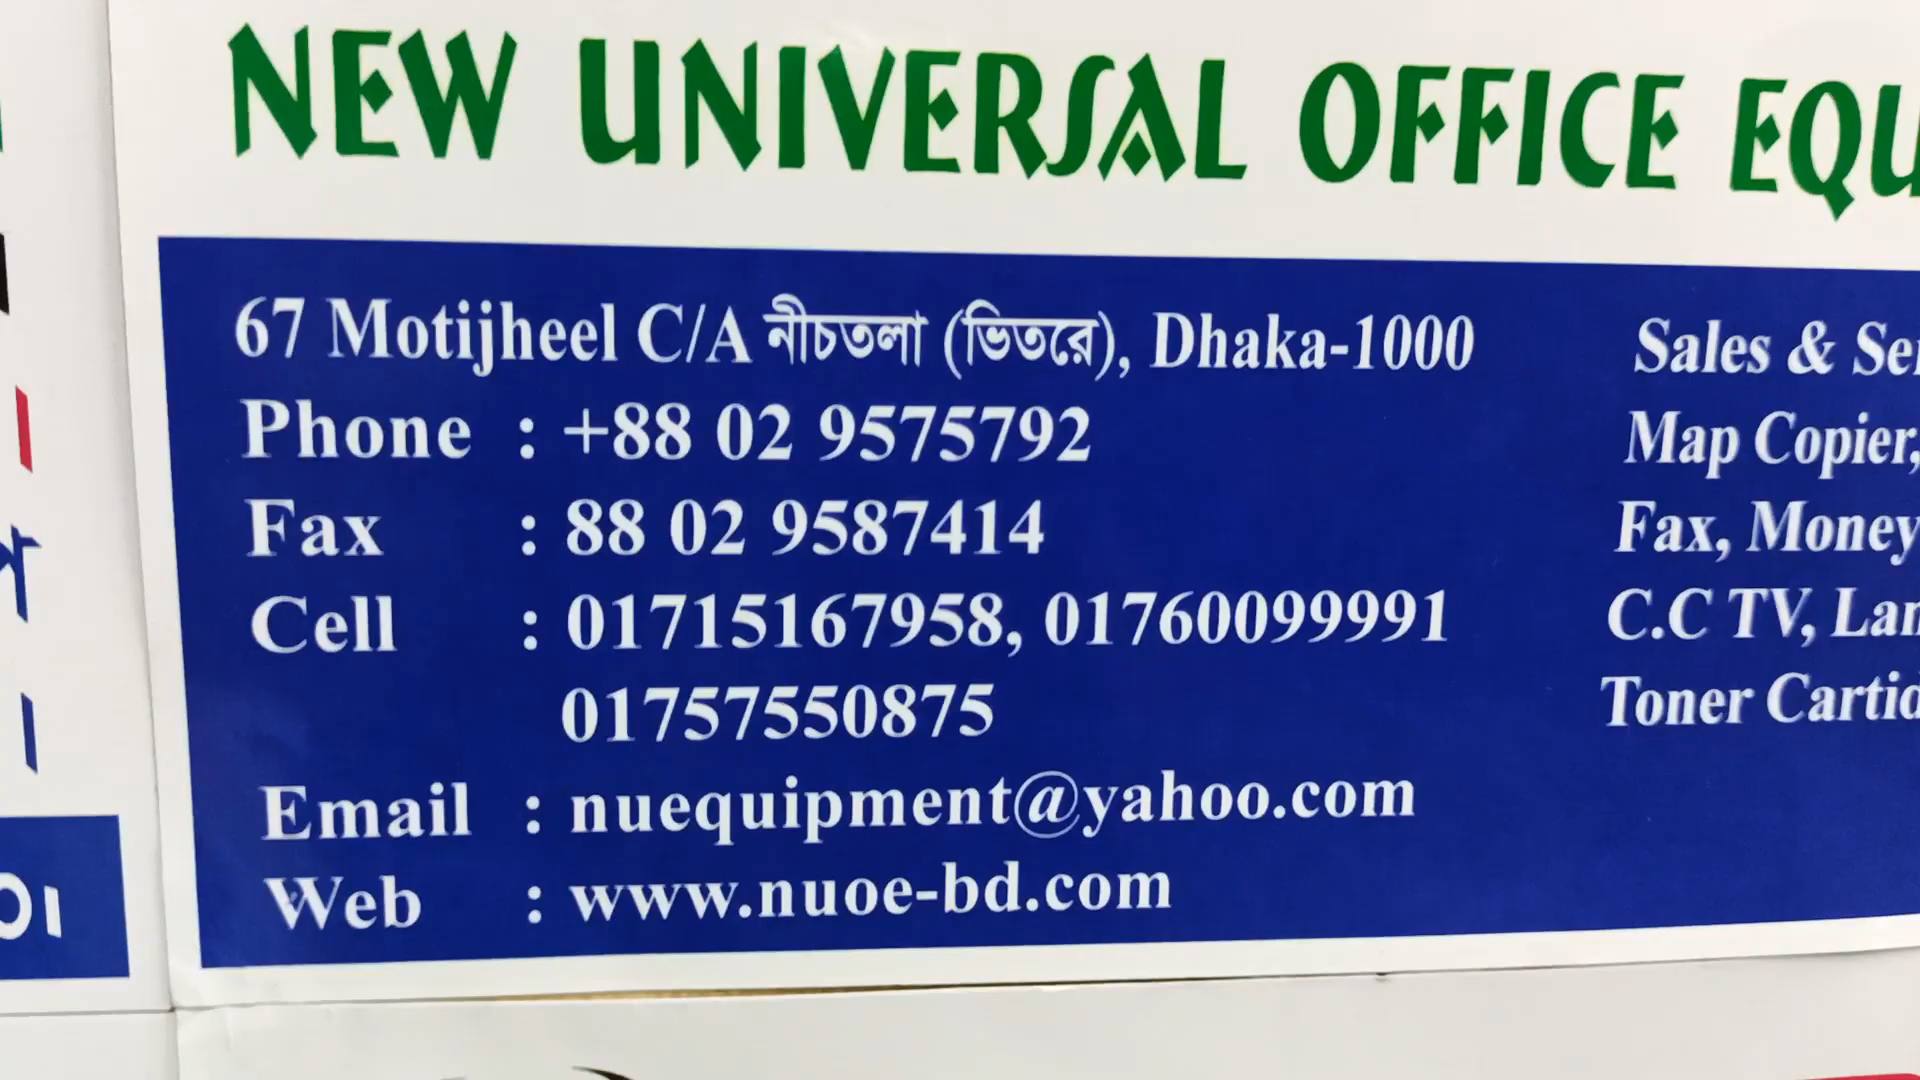 NEW UNIVERSAL OFFICE EQU
67 Motijheel C/A নীচতলা (ভিতরে), Dhaka-1000
Phone : +88 02 9575792
Fax : 88 02 9587414
Cell : 01715167958, 01760099991
01757550875
Email : nuequipment@yahoo.com
Web : www.nuoe-bd.com
Sales & Ser
Map Copier,
Fax, Money
C.C TV, Lan
Toner Cartid